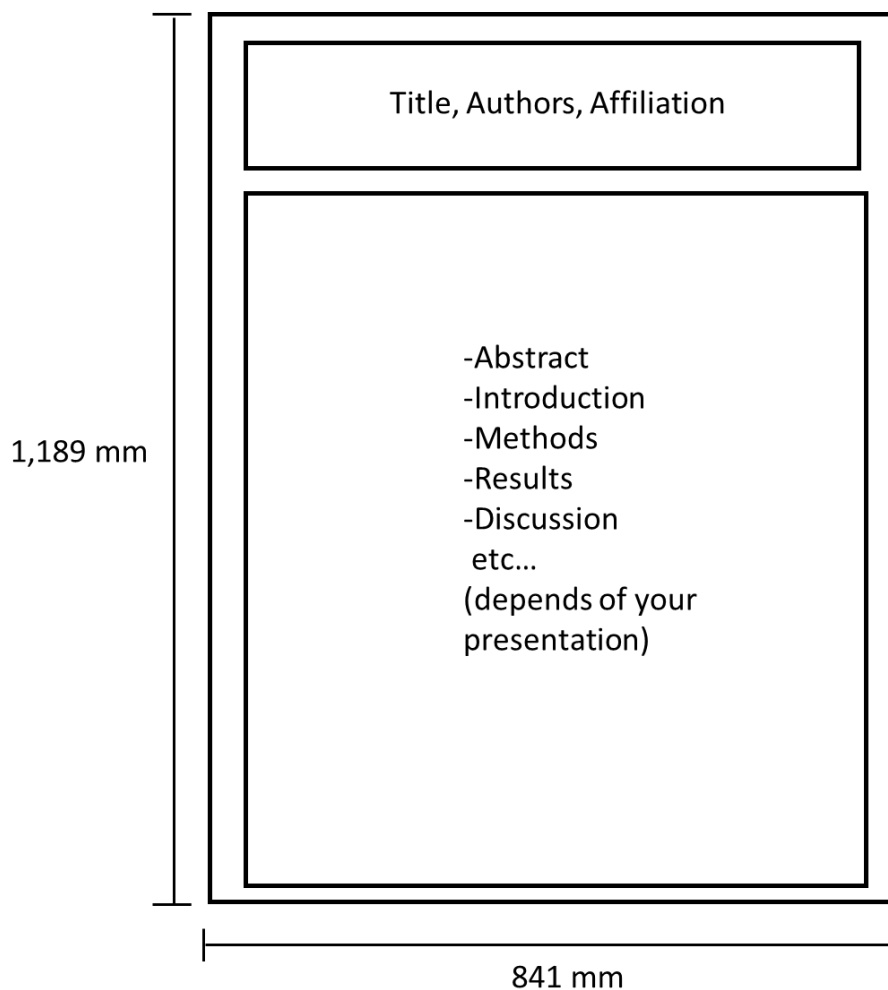 Title, Authors, Affiliation
-Abstract
-Introduction
-Methods
-Results
-Discussion
etc...
(depends of your
presentation)
1,189 mm
841 mm